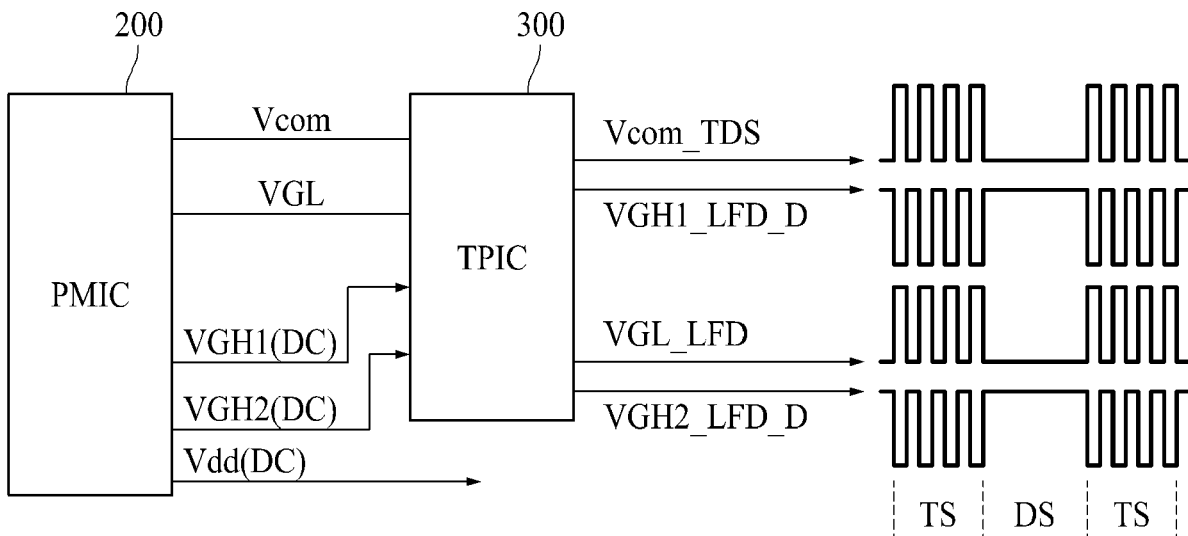 200
300
Vcom
VGL
PMIC
TPIC
VGH1(DC)
VGH2(DC)
Vdd(DC)
Vcom_TDS
VGH1_LFD_D
VGL_LFD
VGH2_LFD_D
TS
DS
TS